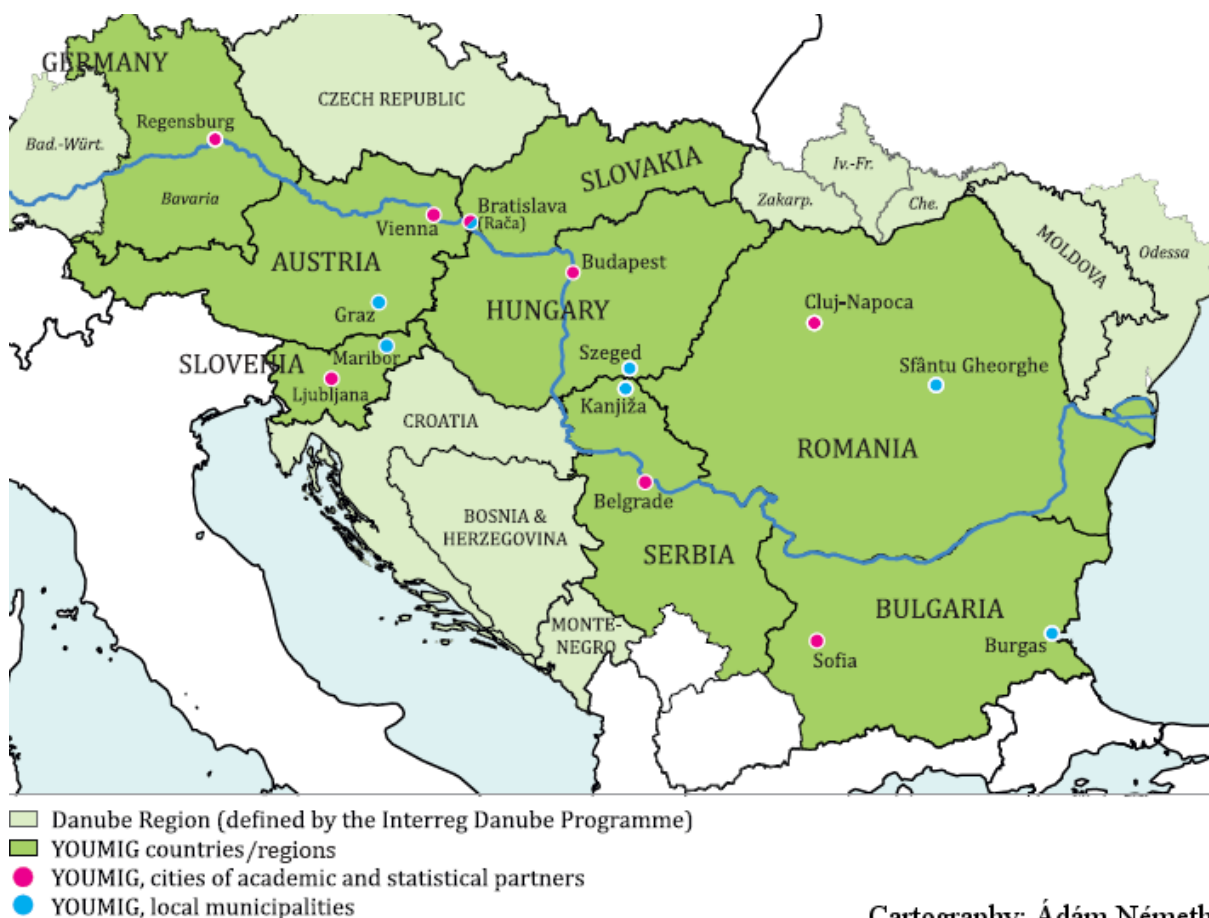 GERMANY
CZECH REPUBLIC
Regensburg
Bad.-Würt.
Bavaria
SLOVAKIA
Iv.-Fr.
Zakarp.
Che.
Vienna
Bratislava
(Rača)
MOLDOVA
Odessa
AUSTRIA
Budapest
HUNGARY
Graz
Cluj-Napoca
SLOVENIA
Maribor
Ljubljana
Szeged
Kanjiža
Sfântu Gheorghe
CROATIA
ROMANIA
Belgrade
BOSNIA &
HERZEGOVINA
SERBIA
BULGARIA
MONTE-
NEGRO
Sofia
Burgas
Danube Region (defined by the Interreg Danube Programme)
YOUMIG countries/regions
YOUMIG, cities of academic and statistical partners
YOUMIG, local municipalities
Cartography: Ádám Németh